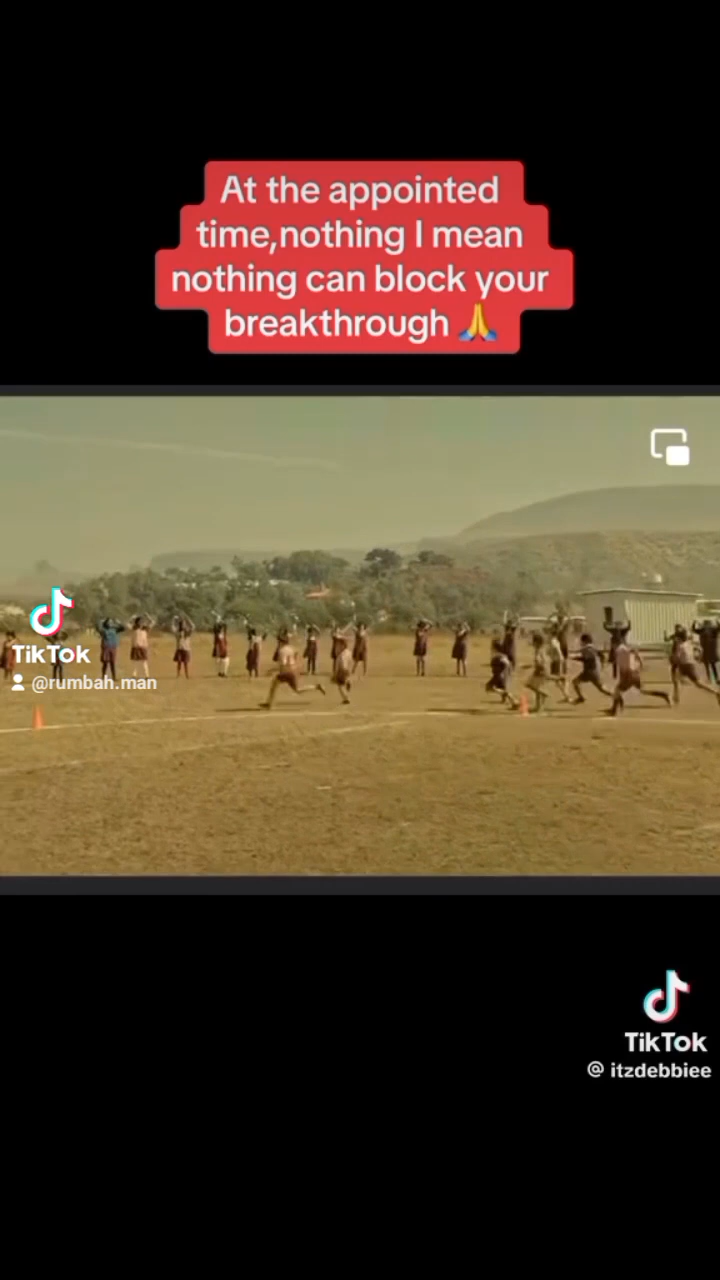 At the appointed
time,nothing I mean
nothing can block your
breakthrough 🙏
TikTok
@rumbah.man
TikTok
@ itzdebbiee